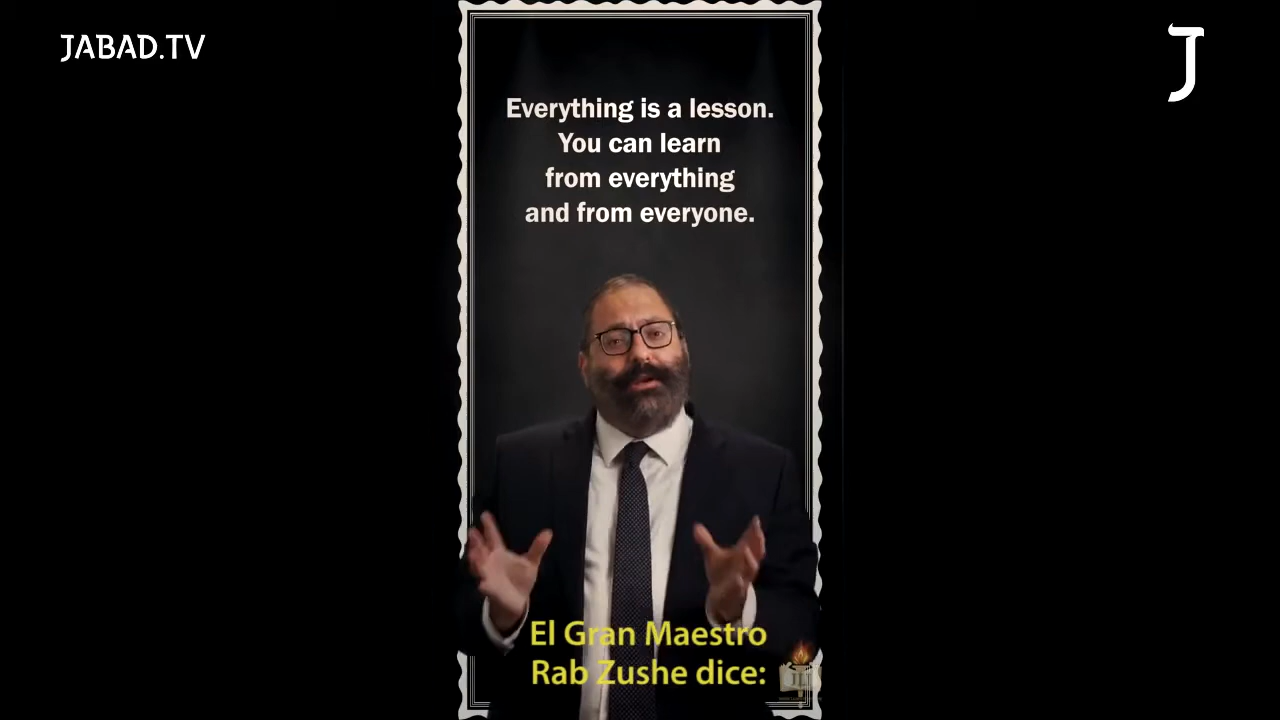 JABAD.TV
J
Everything is a lesson.
You can learn
from everything
and from everyone.
El Gran Maestro
Rab Zushe dice:
JLI